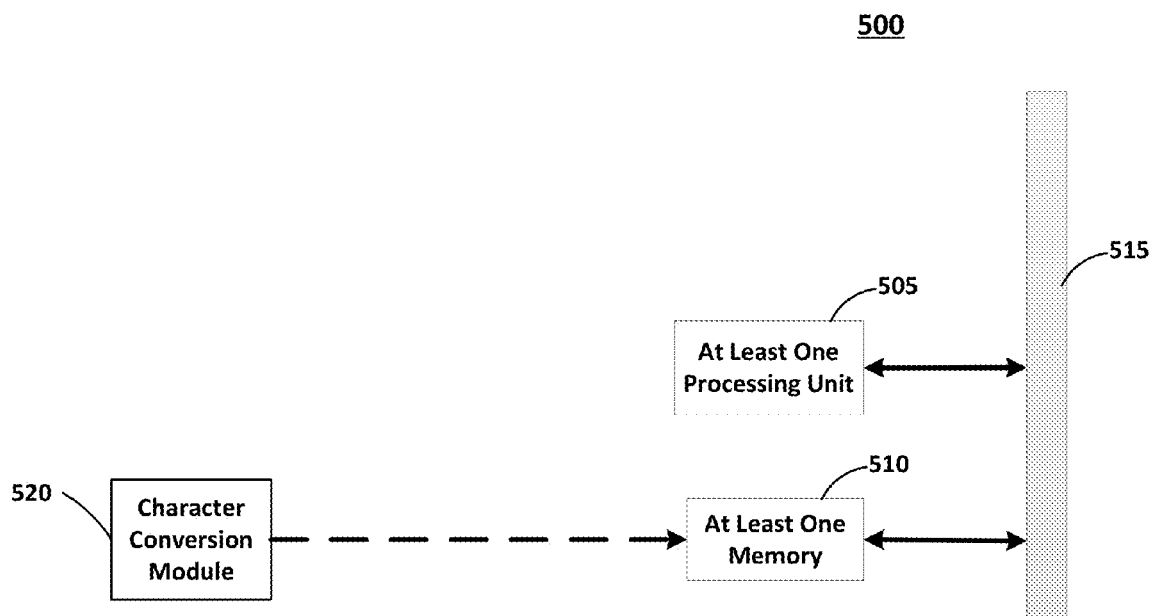 500
515
505
At Least One
Processing Unit
510
At Least One
Memory
520
Character
Conversion
Module